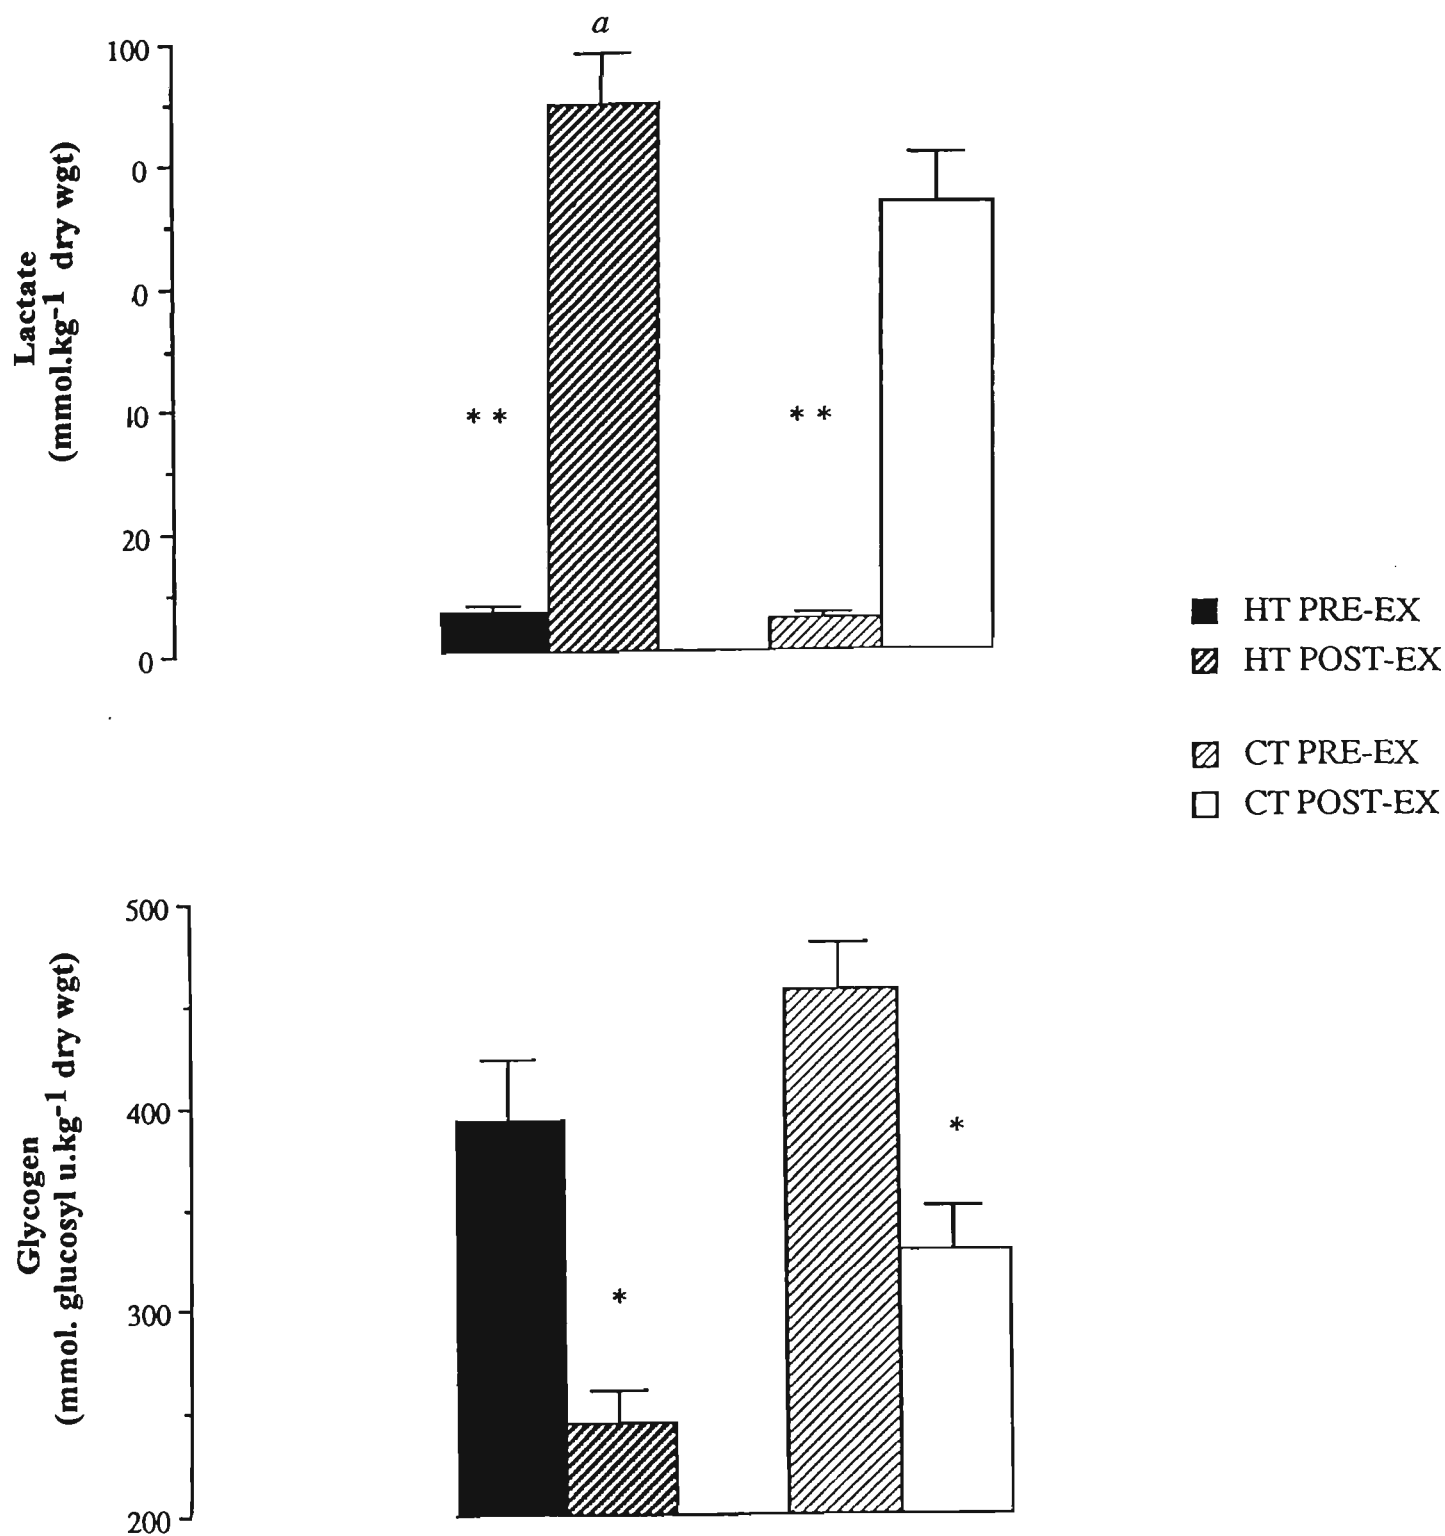 a
100
0
0
40
20
0
Lactate
(mmol.kg-1 dry wgt)
* *
* *
HT PRE-EX
HT POST-EX
CT PRE-EX
CT POST-EX
500
400
300
200
Glycogen
(mmol. glucosyl u.kg-1 dry wgt)
*
*